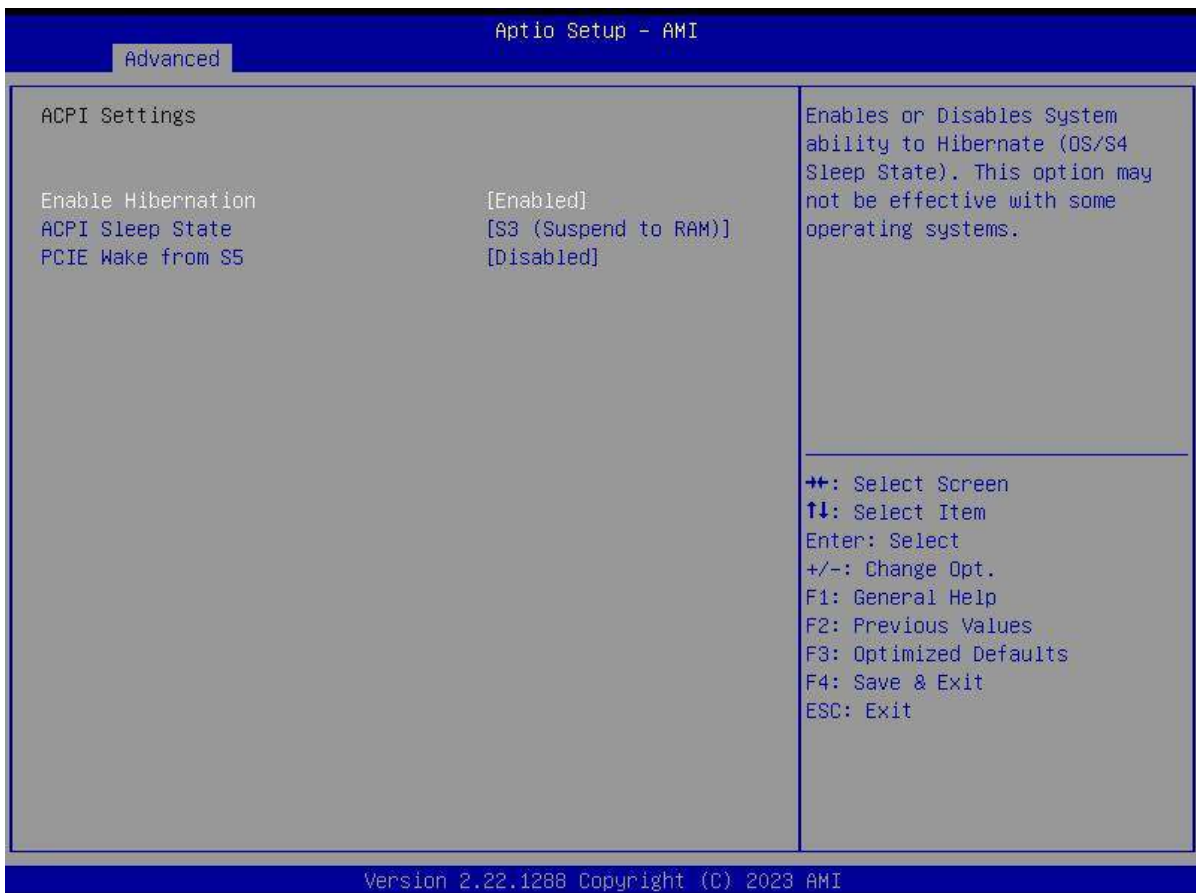 Aptio Setup - AMI
Advanced
ACPI Settings
Enable Hibernation [Enabled]
ACPI Sleep State [S3 (Suspend to RAM)]
PCIE Wake from S5 [Disabled]
Enables or Disables System
ability to Hibernate (OS/S4
Sleep State). This option may
not be effective with some
operating systems.
→←: Select Screen
↑↓: Select Item
Enter: Select
+/-: Change Opt.
F1: General Help
F2: Previous Values
F3: Optimized Defaults
F4: Save & Exit
ESC: Exit
Version 2.22.1288 Copyright (C) 2023 AMI